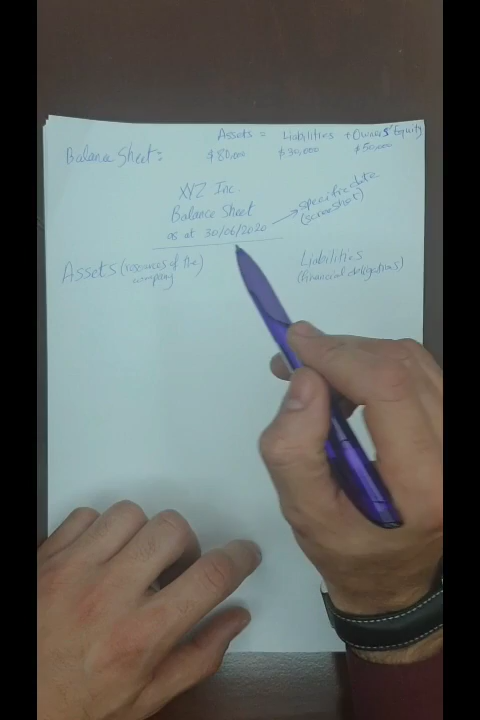 Assets = Liabilities + Owners' Equity
Balance Sheet: $80,000 $30,000 $50,000
XYZ Inc.
Balance Sheet
as at 30/06/2020
specific date
(screeshot)
Assets (resources of the
company)
Liabilities
(financial obligations)